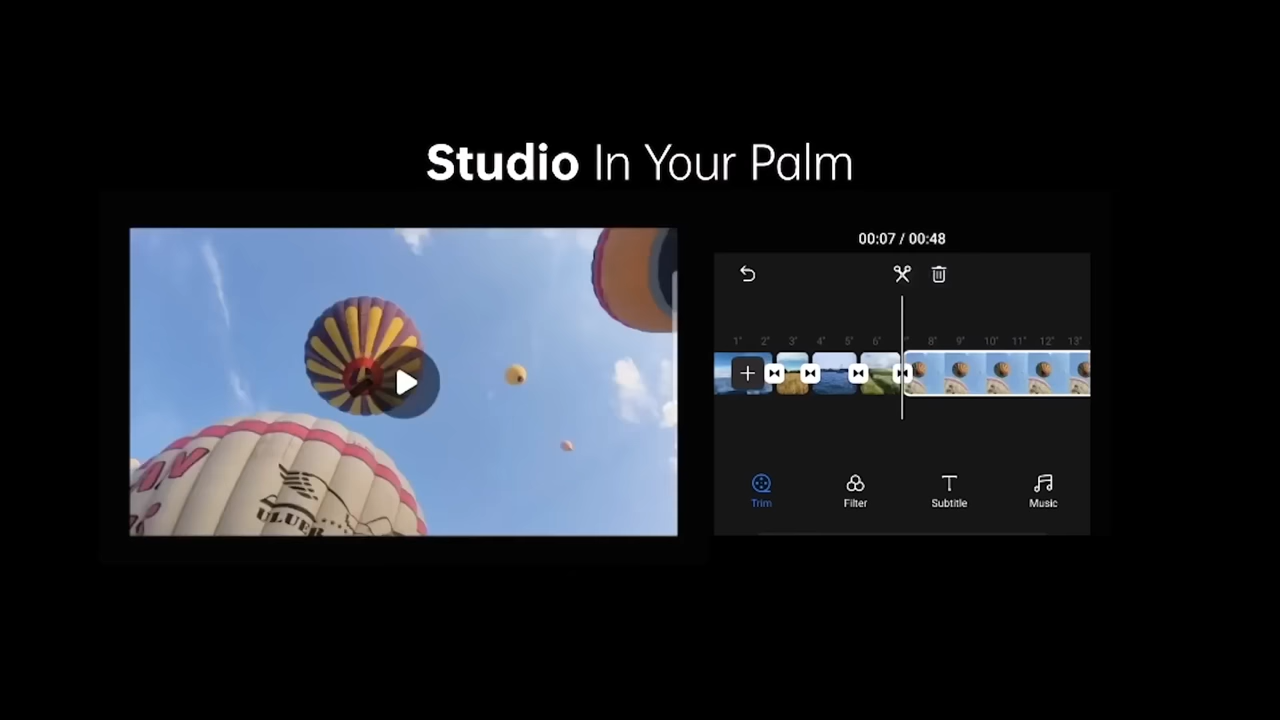 Studio In Your Palm
00:07 / 00:48
1" 2" 3" 4" 5" 6" 8" 9" 10" 11" 12" 13"
ULUER
Trim Filter Subtitle Music